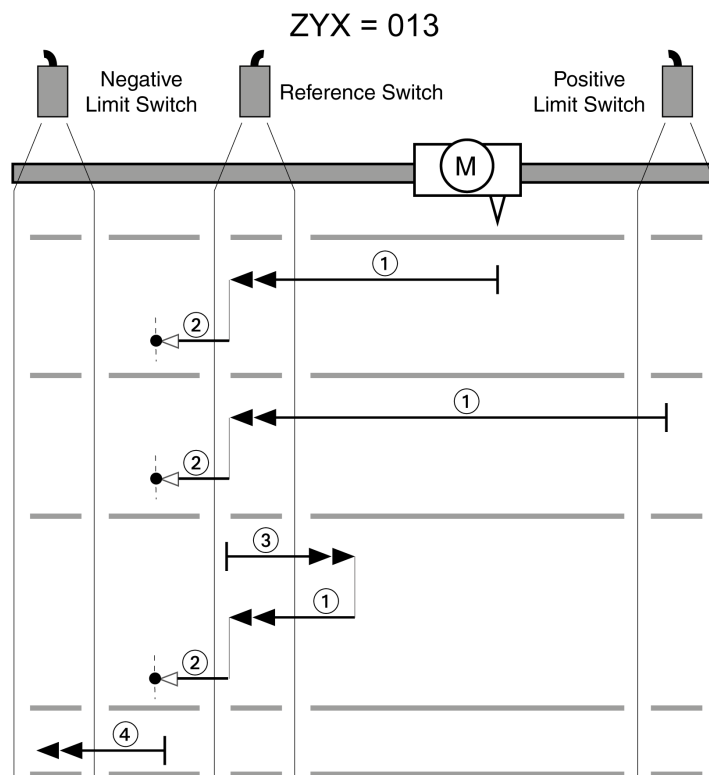 ZYX = 013
Negative
Limit Switch
Reference Switch
Positive
Limit Switch
M
1
2
1
2
3
1
2
4